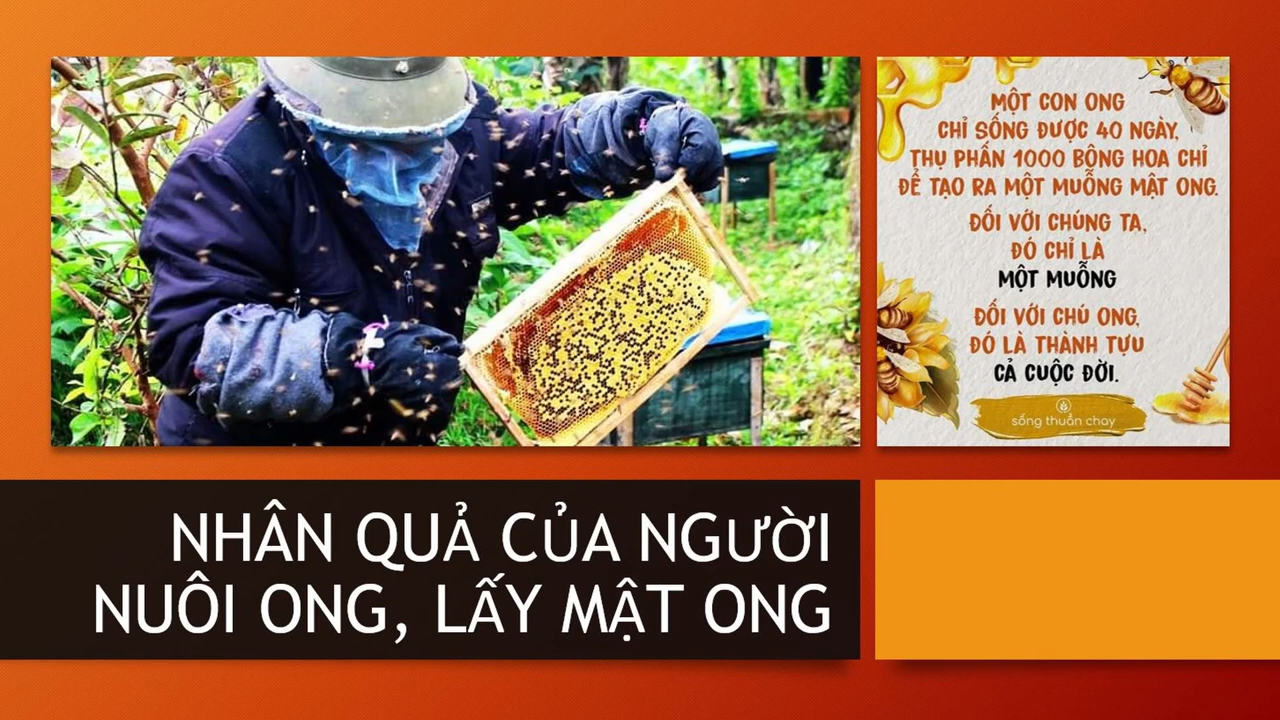 MỘT CON ONG
CHỈ SỐNG ĐƯỢC 40 NGÀY,
THỤ PHẤN 1000 BÔNG HOA CHỈ
ĐỂ TẠO RA MỘT MUỖNG MẬT ONG.
ĐỐI VỚI CHÚNG TA,
ĐÓ CHỈ LÀ
MỘT MUỖNG
ĐỐI VỚI CHÚ ONG,
ĐÓ LÀ THÀNH TỰU
CẢ CUỘC ĐỜI.
sống thuần chay
NHÂN QUẢ CỦA NGƯỜI
NUÔI ONG, LẤY MẬT ONG